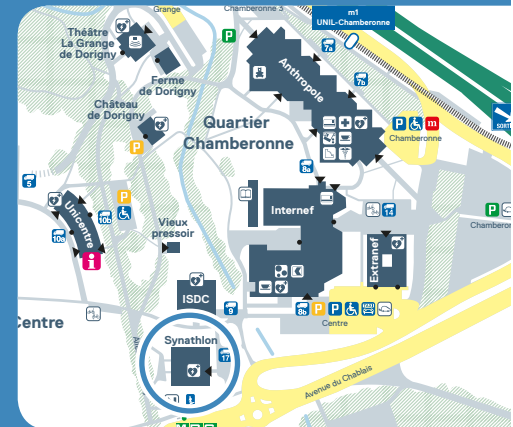 Grange
Chamberonne 3
m1
UNIL-Chamberonne
Théâtre
La Grange
de Dorigny
P
7a
SORTIE
Ferme
de Dorigny
Anthropole
7b
Château
de Dorigny
Quartier
Chamberonne
P
P
m
Chamberonne
8a
5
P
Internef
14
P
Unicentre
10b
Vieux
pressoir
Chamberon
10a
i
Extranef
ISDC
9
8b
P
P
Centre
Centre
Synathlon
17
Avenue du Chablais